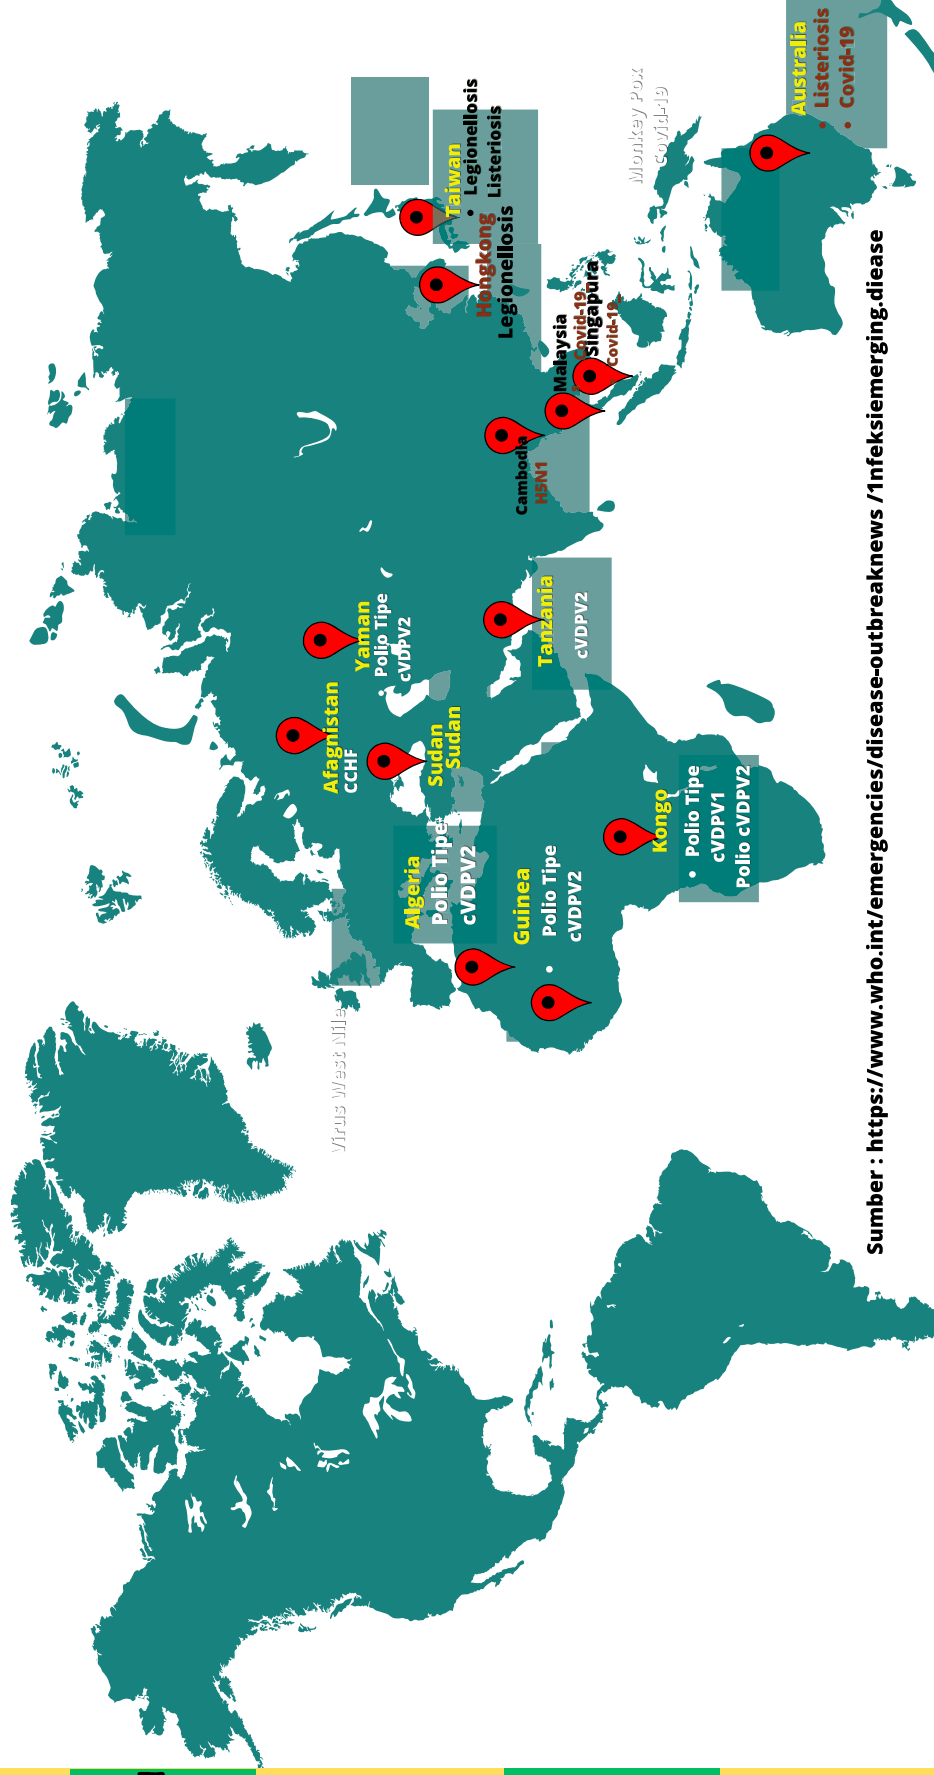 Australia
• Listeriosis
• Covid-19
Monkey Pox
Covid-19
Taiwan
• Legionellosis
Listeriosis
Hongkong
Legionellosis
Malaysia
Covid-19
Singapura
Covid-19
Cambodia
H5N1
Yaman
• Polio Tipe
cVDPV2
Tanzania
cVDPV2
Afagnistan
CCHF
Sudan
Sudan
Algeria
Polio Tipe
cVDPV2
Guinea
• Polio Tipe
cVDPV2
Kongo
• Polio Tipe
cVDPV1
Polio cVDPV2
Virus West Nile
Sumber : https://www.who.int/emergencies/disease-outbreaknews /1nfeksiemerging.diease